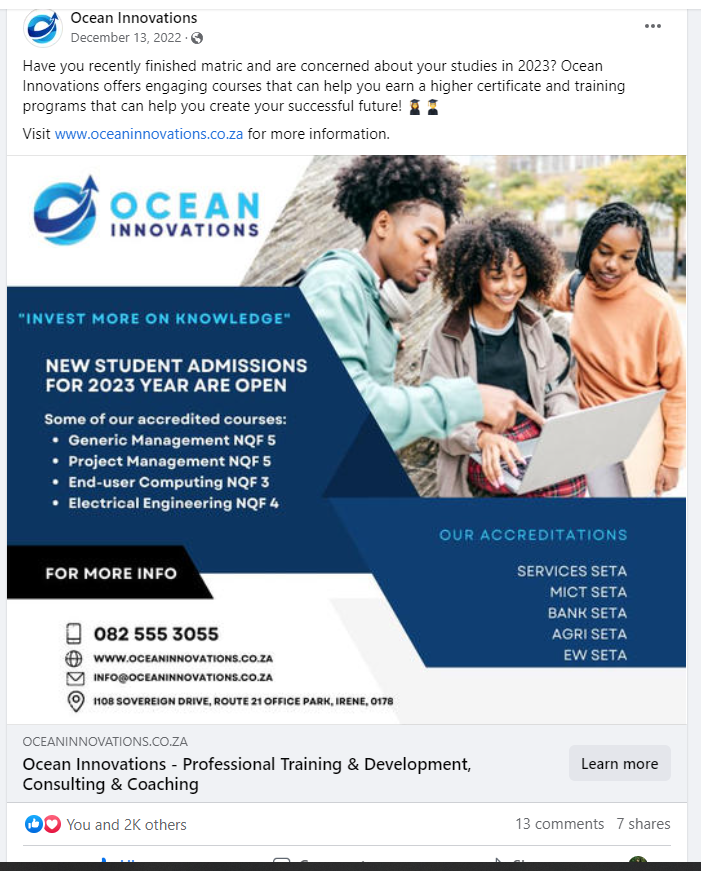 Ocean Innovations
December 13, 2022 ·
Have you recently finished matric and are concerned about your studies in 2023? Ocean
Innovations offers engaging courses that can help you earn a higher certificate and training
programs that can help you create your successful future! 👩‍🎓 👨‍🎓
Visit www.oceaninnovations.co.za for more information.
OCEAN
INNOVATIONS
"INVEST MORE ON KNOWLEDGE"
NEW STUDENT ADMISSIONS
FOR 2023 YEAR ARE OPEN
Some of our accredited courses:
• Generic Management NQF 5
• Project Management NQF 5
• End-user Computing NQF 3
• Electrical Engineering NQF 4
OUR ACCREDITATIONS
SERVICES SETA
MICT SETA
BANK SETA
AGRI SETA
EW SETA
FOR MORE INFO
082 555 3055
WWW.OCEANINNOVATIONS.CO.ZA
INFO@OCEANINNOVATIONS.CO.ZA
1108 SOVEREIGN DRIVE, ROUTE 21 OFFICE PARK, IRENE, 0178
OCEANINNOVATIONS.CO.ZA
Ocean Innovations - Professional Training & Development,
Consulting & Coaching
Learn more
You and 2K others
13 comments 7 shares